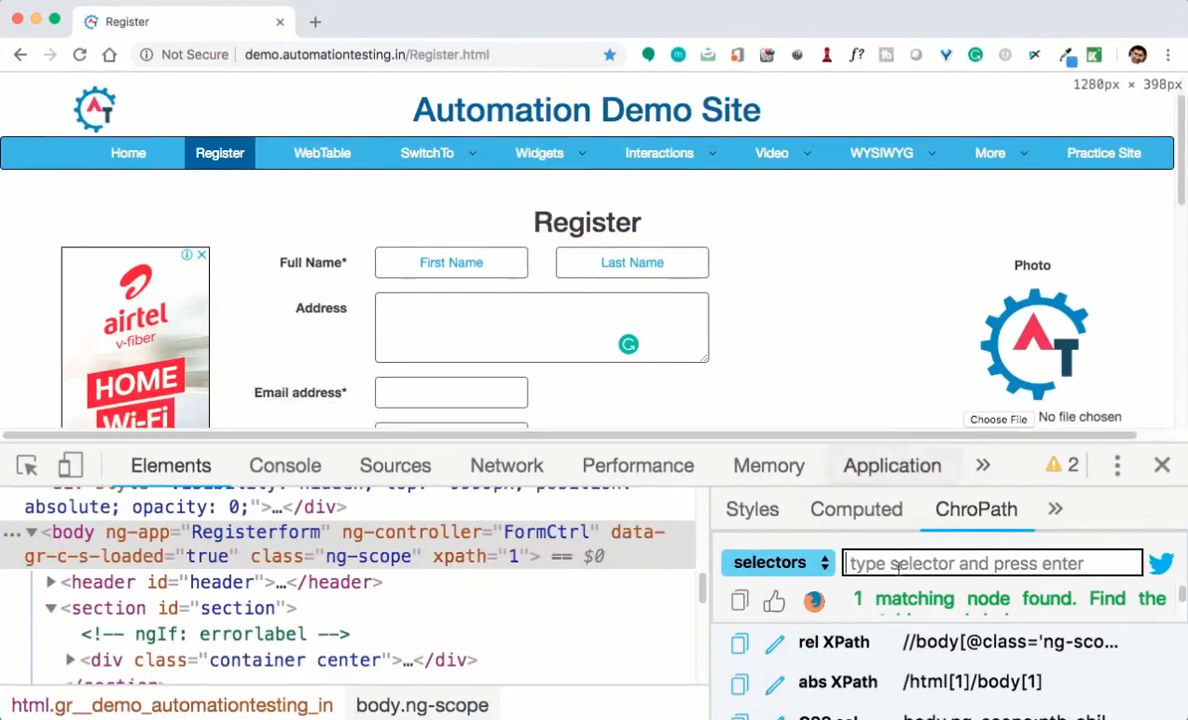 Register
Not Secure
demo.automationtesting.in/Register.html
1280px × 398px
AT
Automation Demo Site
Home
Register
WebTable
SwitchTo
Widgets
Interactions
Video
WYSIWYG
More
Practice Site
Register
airtel
v-fiber
HOME
Wi-Fi
Full Name*
First Name
Last Name
Address
Email address*
Photo
AT
Choose File No file chosen
Elements
Console
Sources
Network
Performance
Memory
Application
2
absolute; opacity: 0;">…</div>
<body ng-app="Registerform" ng-controller="FormCtrl" data-
gr-c-s-loaded="true" class="ng-scope" xpath="1"> == $0
<header id="header">…</header>
<section id="section">
<!-- ngIf: errorlabel -->
<div class="container center">…</div>
html.gr__demo_automationtesting_in
body.ng-scope
Styles
Computed
ChroPath
selectors
type selector and press enter
1 matching node found. Find the
rel XPath
//body[@class='ng-sco...
abs XPath
/html[1]/body[1]